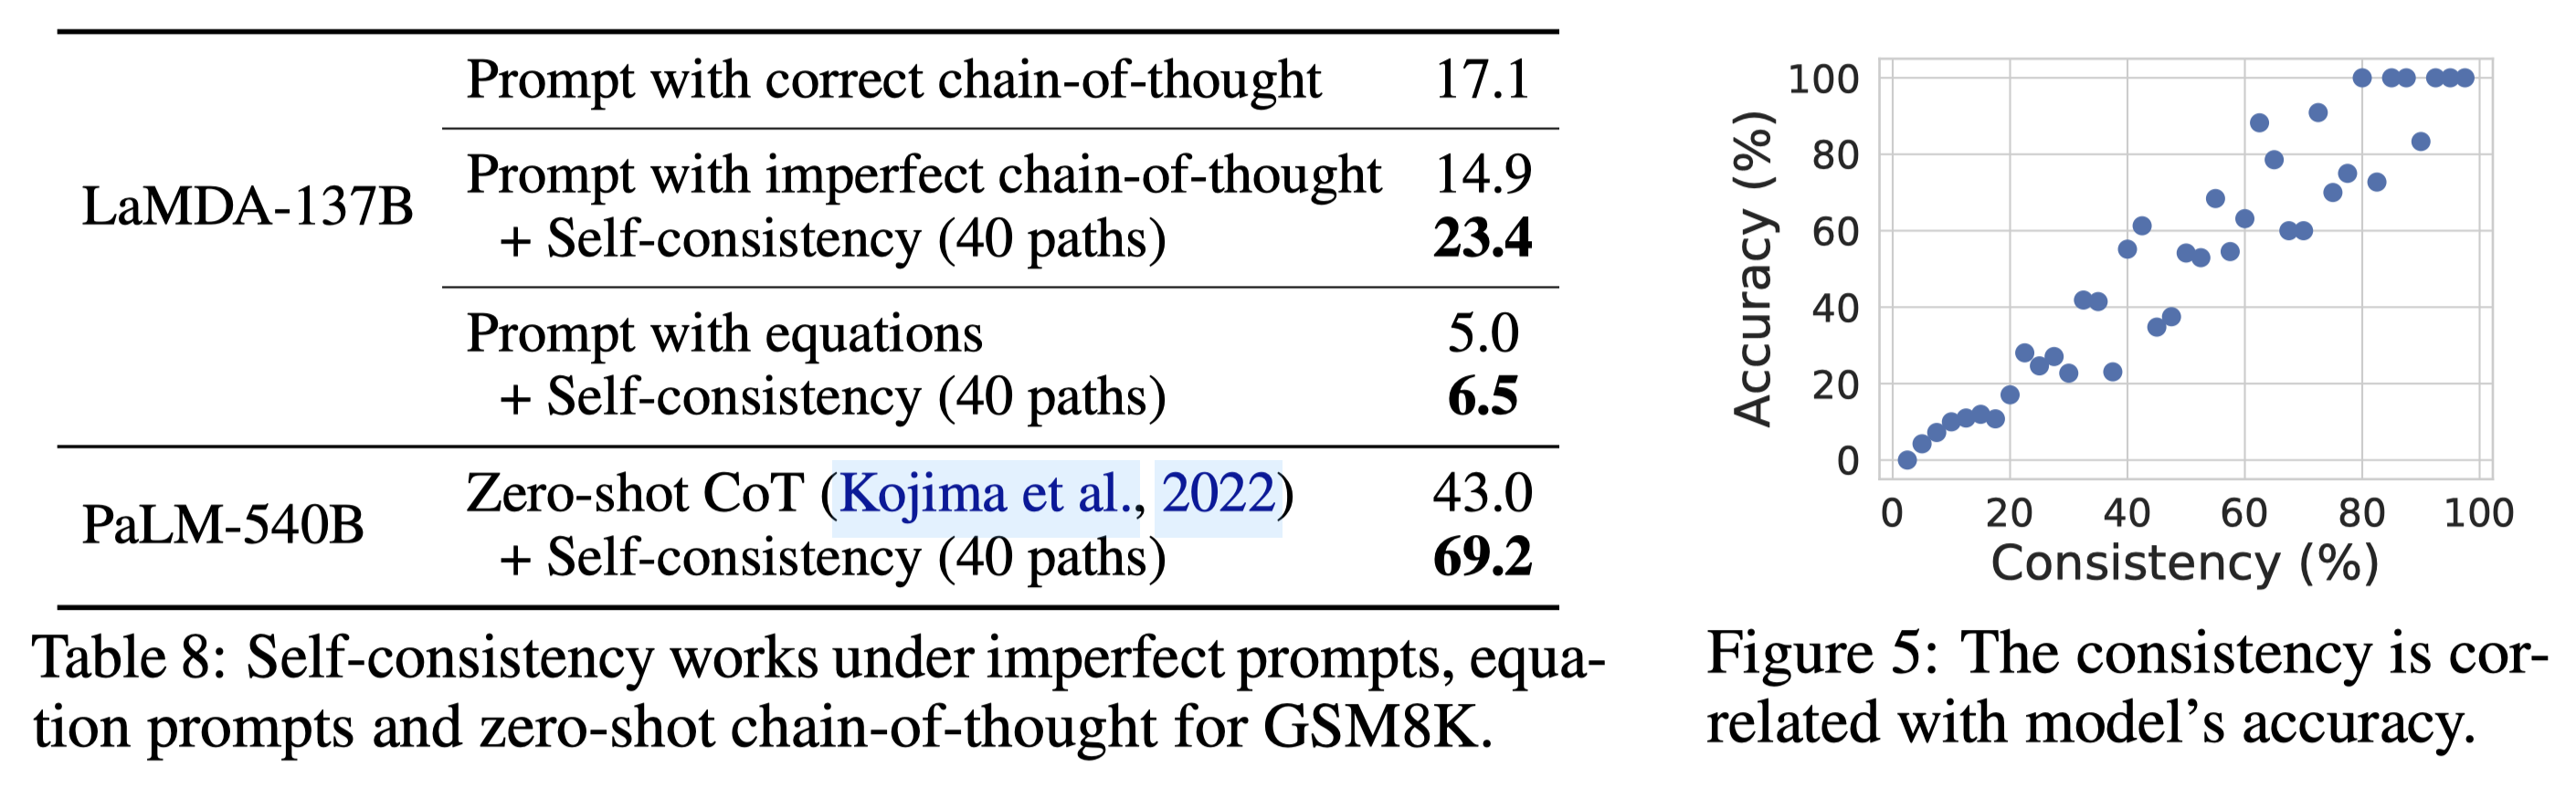 LaMDA-137B
Prompt with correct chain-of-thought 17.1
Prompt with imperfect chain-of-thought 14.9
+ Self-consistency (40 paths) 23.4
Prompt with equations 5.0
+ Self-consistency (40 paths) 6.5
PaLM-540B
Zero-shot CoT (Kojima et al., 2022) 43.0
+ Self-consistency (40 paths) 69.2
Table 8: Self-consistency works under imperfect prompts, equa-
tion prompts and zero-shot chain-of-thought for GSM8K.
Accuracy (%)
100
80
60
40
20
0
0 20 40 60 80 100
Consistency (%)
Figure 5: The consistency is cor-
related with model’s accuracy.